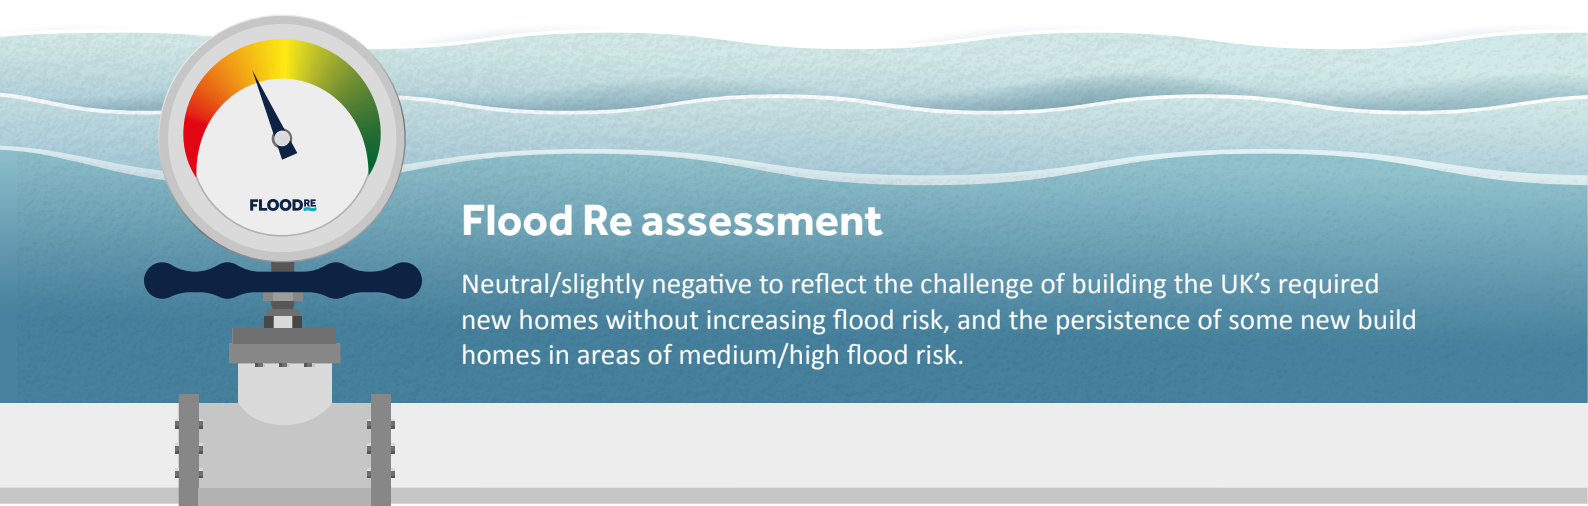 FLOODRE
Flood Re assessment
Neutral/slightly negative to reflect the challenge of building the UK’s required
new homes without increasing flood risk, and the persistence of some new build
homes in areas of medium/high flood risk.